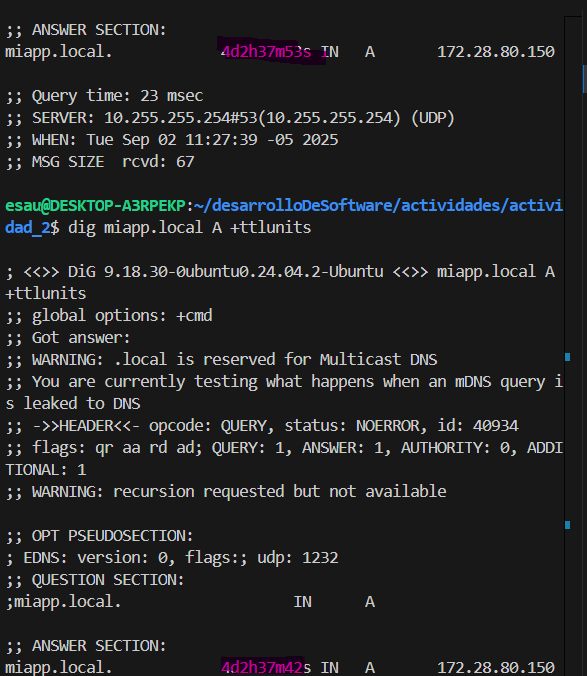 ;; ANSWER SECTION:
miapp.local. 4d2h37m53s IN A 172.28.80.150
;; Query time: 23 msec
;; SERVER: 10.255.255.254#53(10.255.255.254) (UDP)
;; WHEN: Tue Sep 02 11:27:39 -05 2025
;; MSG SIZE rcvd: 67
esau@DESKTOP-A3RPEKP:~/desarrolloDeSoftware/actividades/activi
dad_2$ dig miapp.local A +ttlunits
; <<>> DiG 9.18.30-0ubuntu0.24.04.2-Ubuntu <<>> miapp.local A
+ttlunits
;; global options: +cmd
;; Got answer:
;; WARNING: .local is reserved for Multicast DNS
;; You are currently testing what happens when an mDNS query i
s leaked to DNS
;; ->>HEADER<<- opcode: QUERY, status: NOERROR, id: 40934
;; flags: qr aa rd ad; QUERY: 1, ANSWER: 1, AUTHORITY: 0, ADDI
TIONAL: 1
;; WARNING: recursion requested but not available
;; OPT PSEUDOSECTION:
; EDNS: version: 0, flags:; udp: 1232
;; QUESTION SECTION:
;miapp.local. IN A
;; ANSWER SECTION:
miapp.local. 4d2h37m42s IN A 172.28.80.150